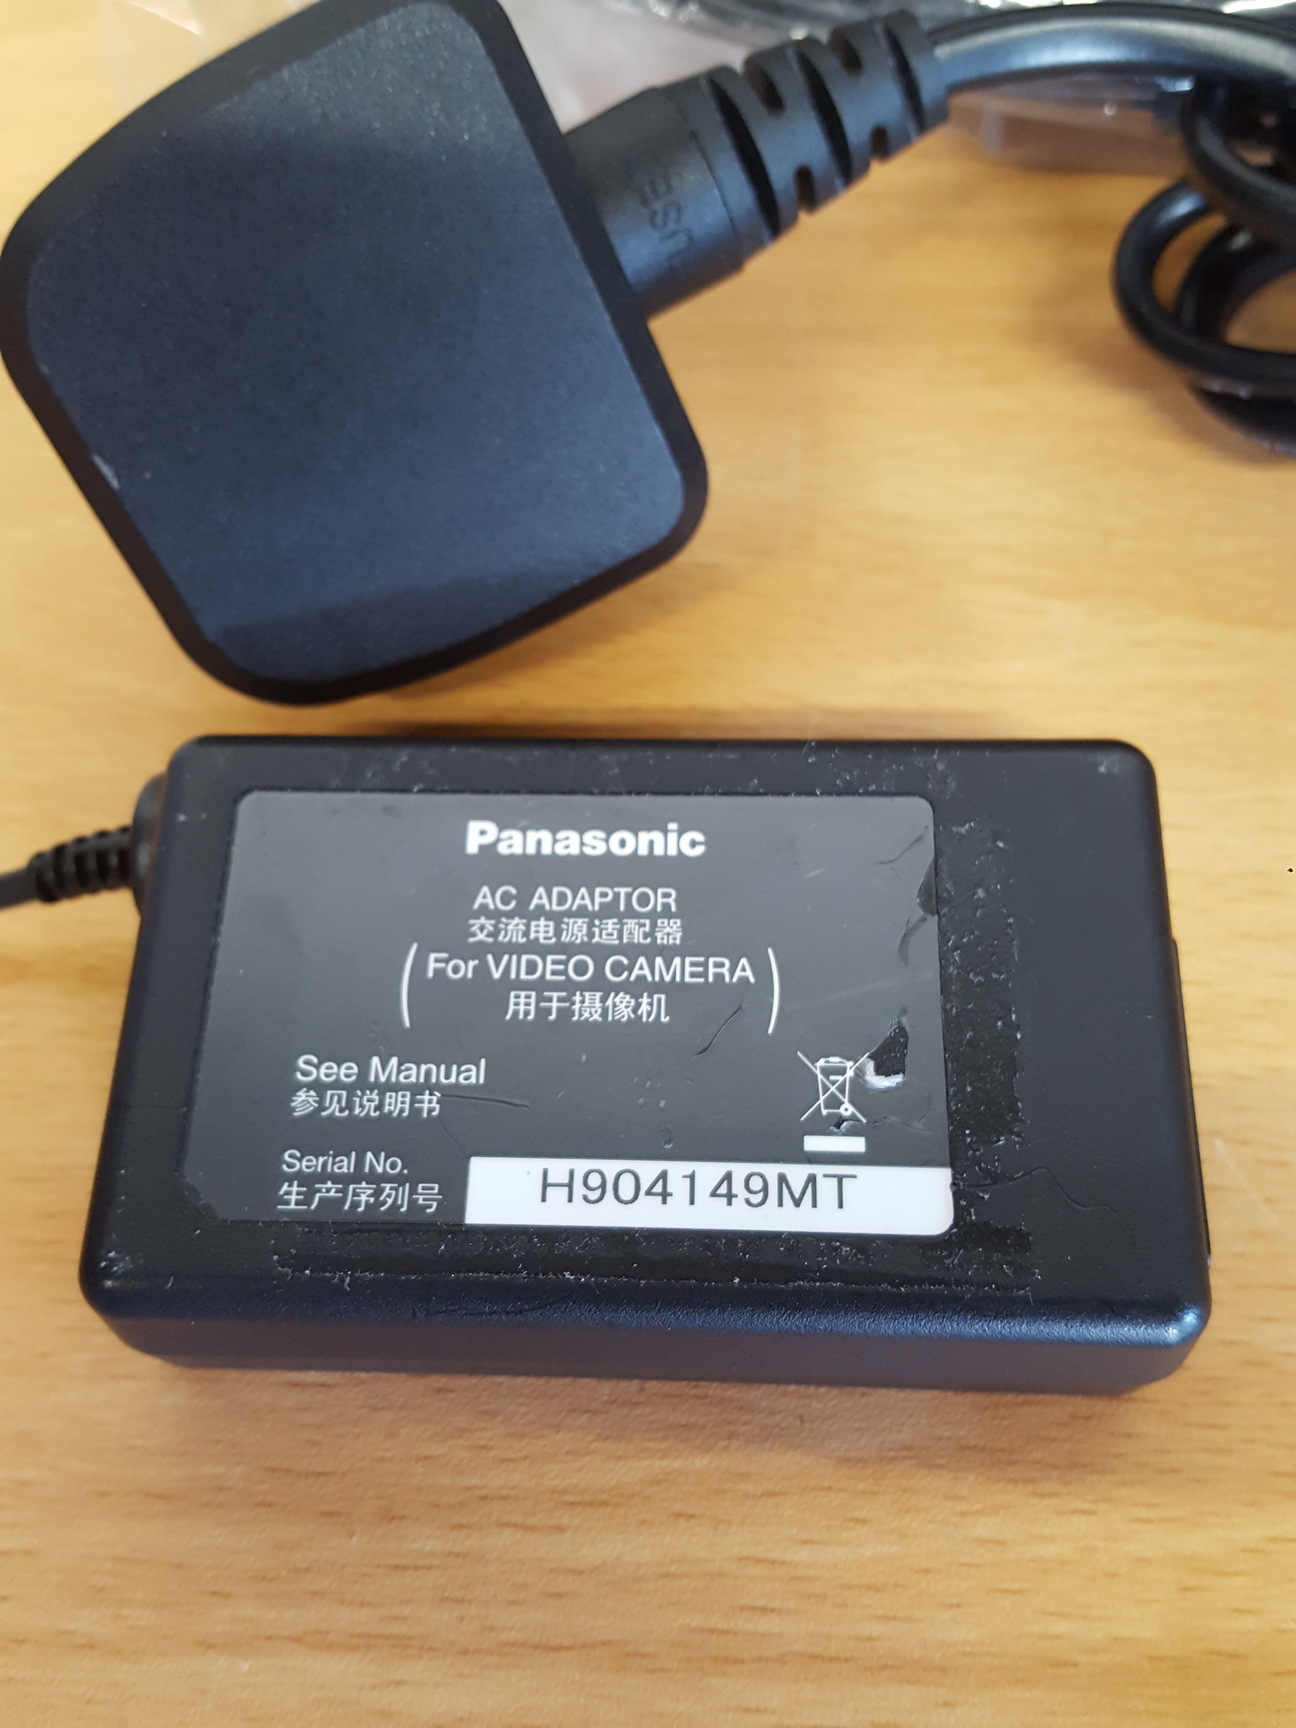 USE
Panasonic
AC ADAPTOR
交流电源适配器
(For VIDEO CAMERA)
用于摄像机
See Manual
参见说明书
Serial No.
生产序列号
H904149MT